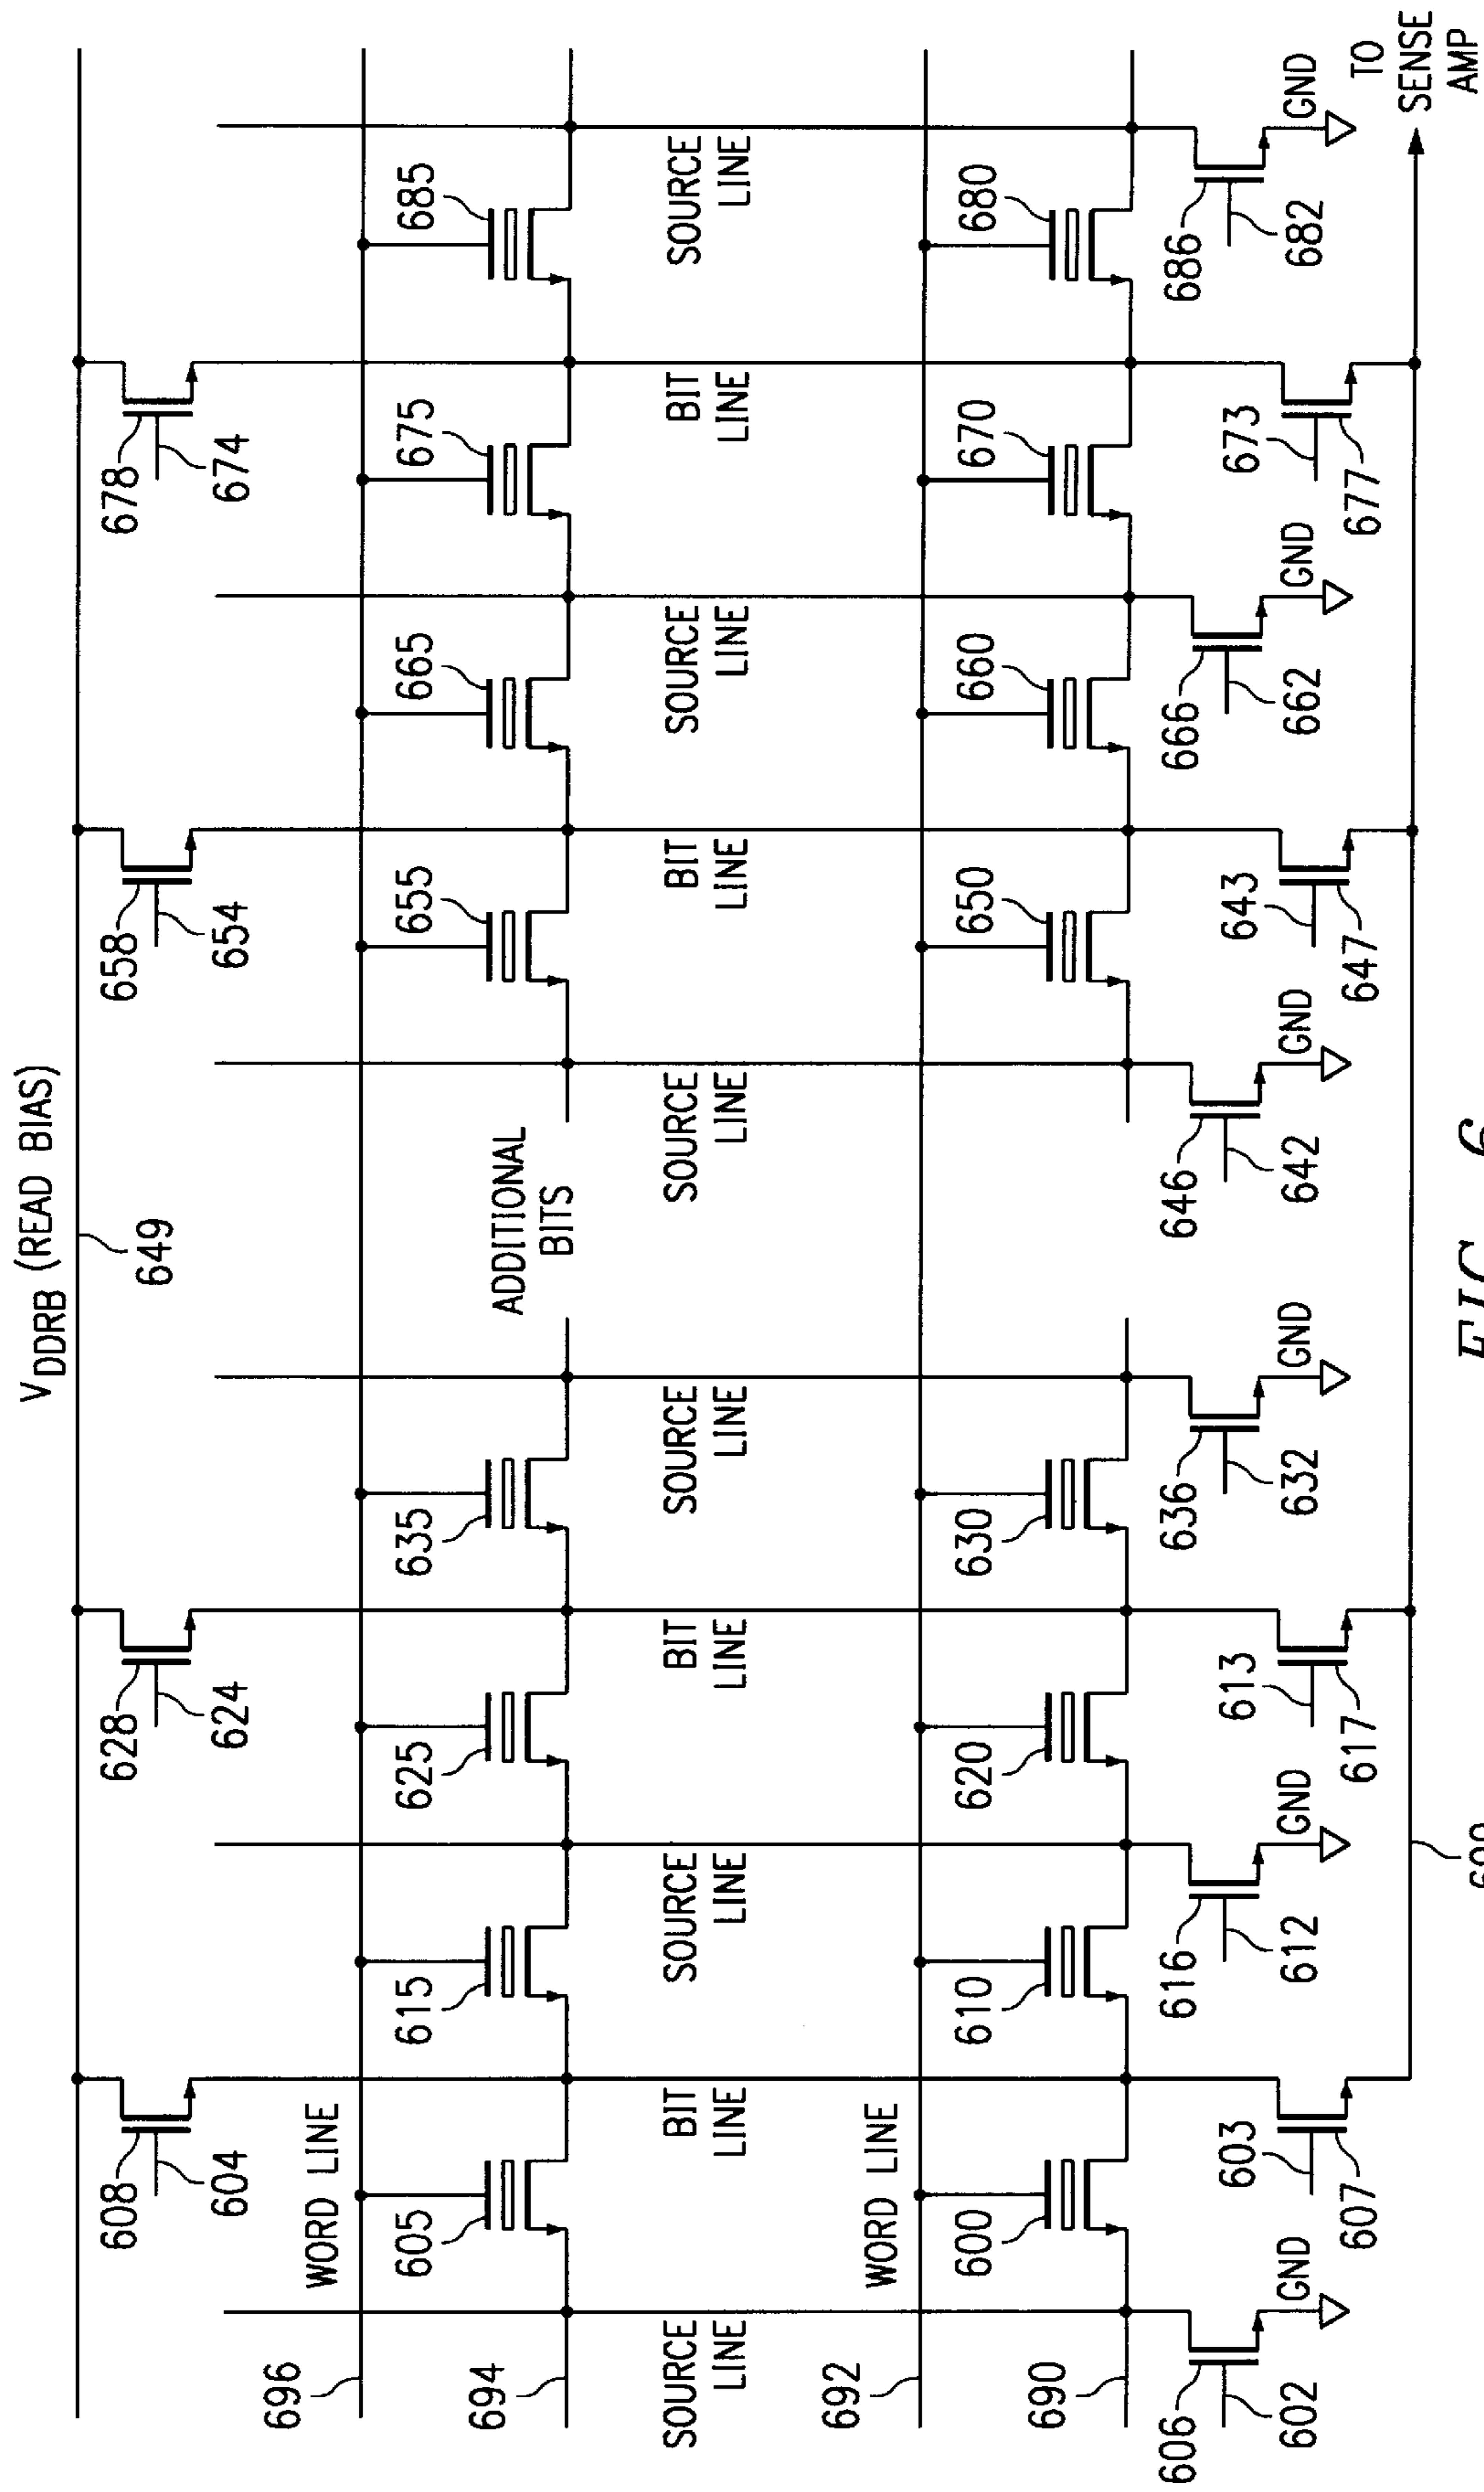 V DDRB (READ BIAS)
649
608
604
628
624
658
654
678
674
696
WORD LINE
605
615
625
635
655
665
675
685
694
ADDITIONAL
BITS
SOURCE
LINE
BIT
LINE
SOURCE
LINE
BIT
LINE
SOURCE
LINE
SOURCE
LINE
BIT
LINE
SOURCE
LINE
BIT
LINE
SOURCE
LINE
692
WORD LINE
600
610
620
630
650
660
670
680
690
606
602
GND
603
607
616
612
GND
613
617
636
632
GND
646
642
GND
643
647
666
662
GND
673
677
686
682
GND
TO
SENSE
AMP